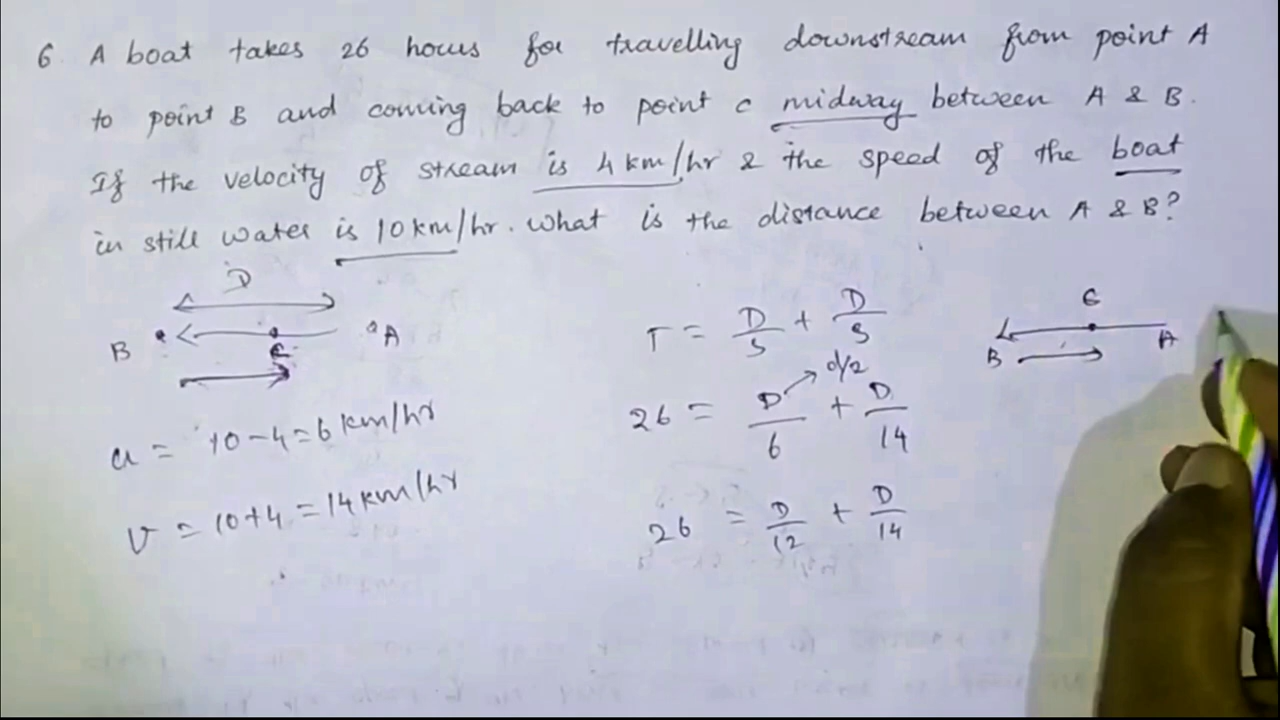 6. A boat takes 26 hours for travelling downstream from point A
to point B and coming back to point C midway between A & B.
If the velocity of stream is 4 km/hr & the speed of the boat
in still water is 10 km/hr. what is the distance between A & B?
D
B C A
u = 10-4=6 km/hr
v = 10+4 = 14 km/hr
T = D/S + D/S
d/2
26 = D/6 + D/14
26 = D/12 + D/14
C
B A